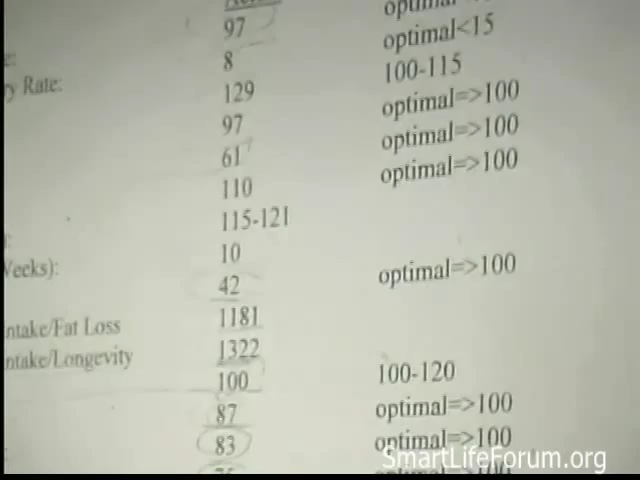 97 optimal<15
8 100-115
y Rate: 129 optimal=>100
97 optimal=>100
61 optimal=>100
110
115-121
10
Weeks): 42 optimal=>100
1181
ntake/Fat Loss 1322
ntake/Longevity 100 100-120
87 optimal=>100
83 optimal=>100
SmartLifeForum.org